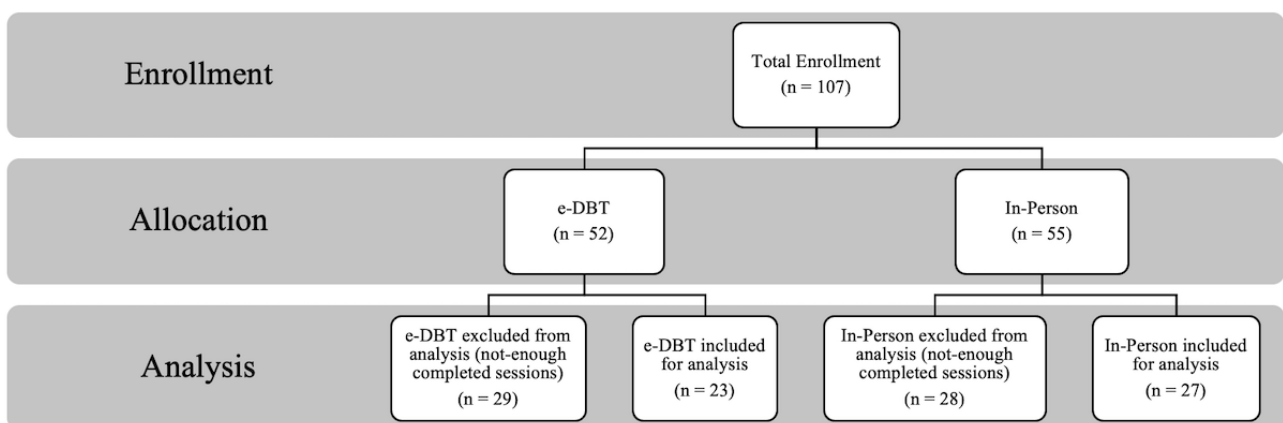 Enrollment
Total Enrollment
(n = 107)
Allocation
e-DBT
(n = 52)
In-Person
(n = 55)
Analysis
e-DBT excluded from
analysis (not-enough
completed sessions)
(n = 29)
e-DBT included
for analysis
(n = 23)
In-Person excluded from
analysis (not-enough
completed sessions)
(n = 28)
In-Person included
for analysis
(n = 27)